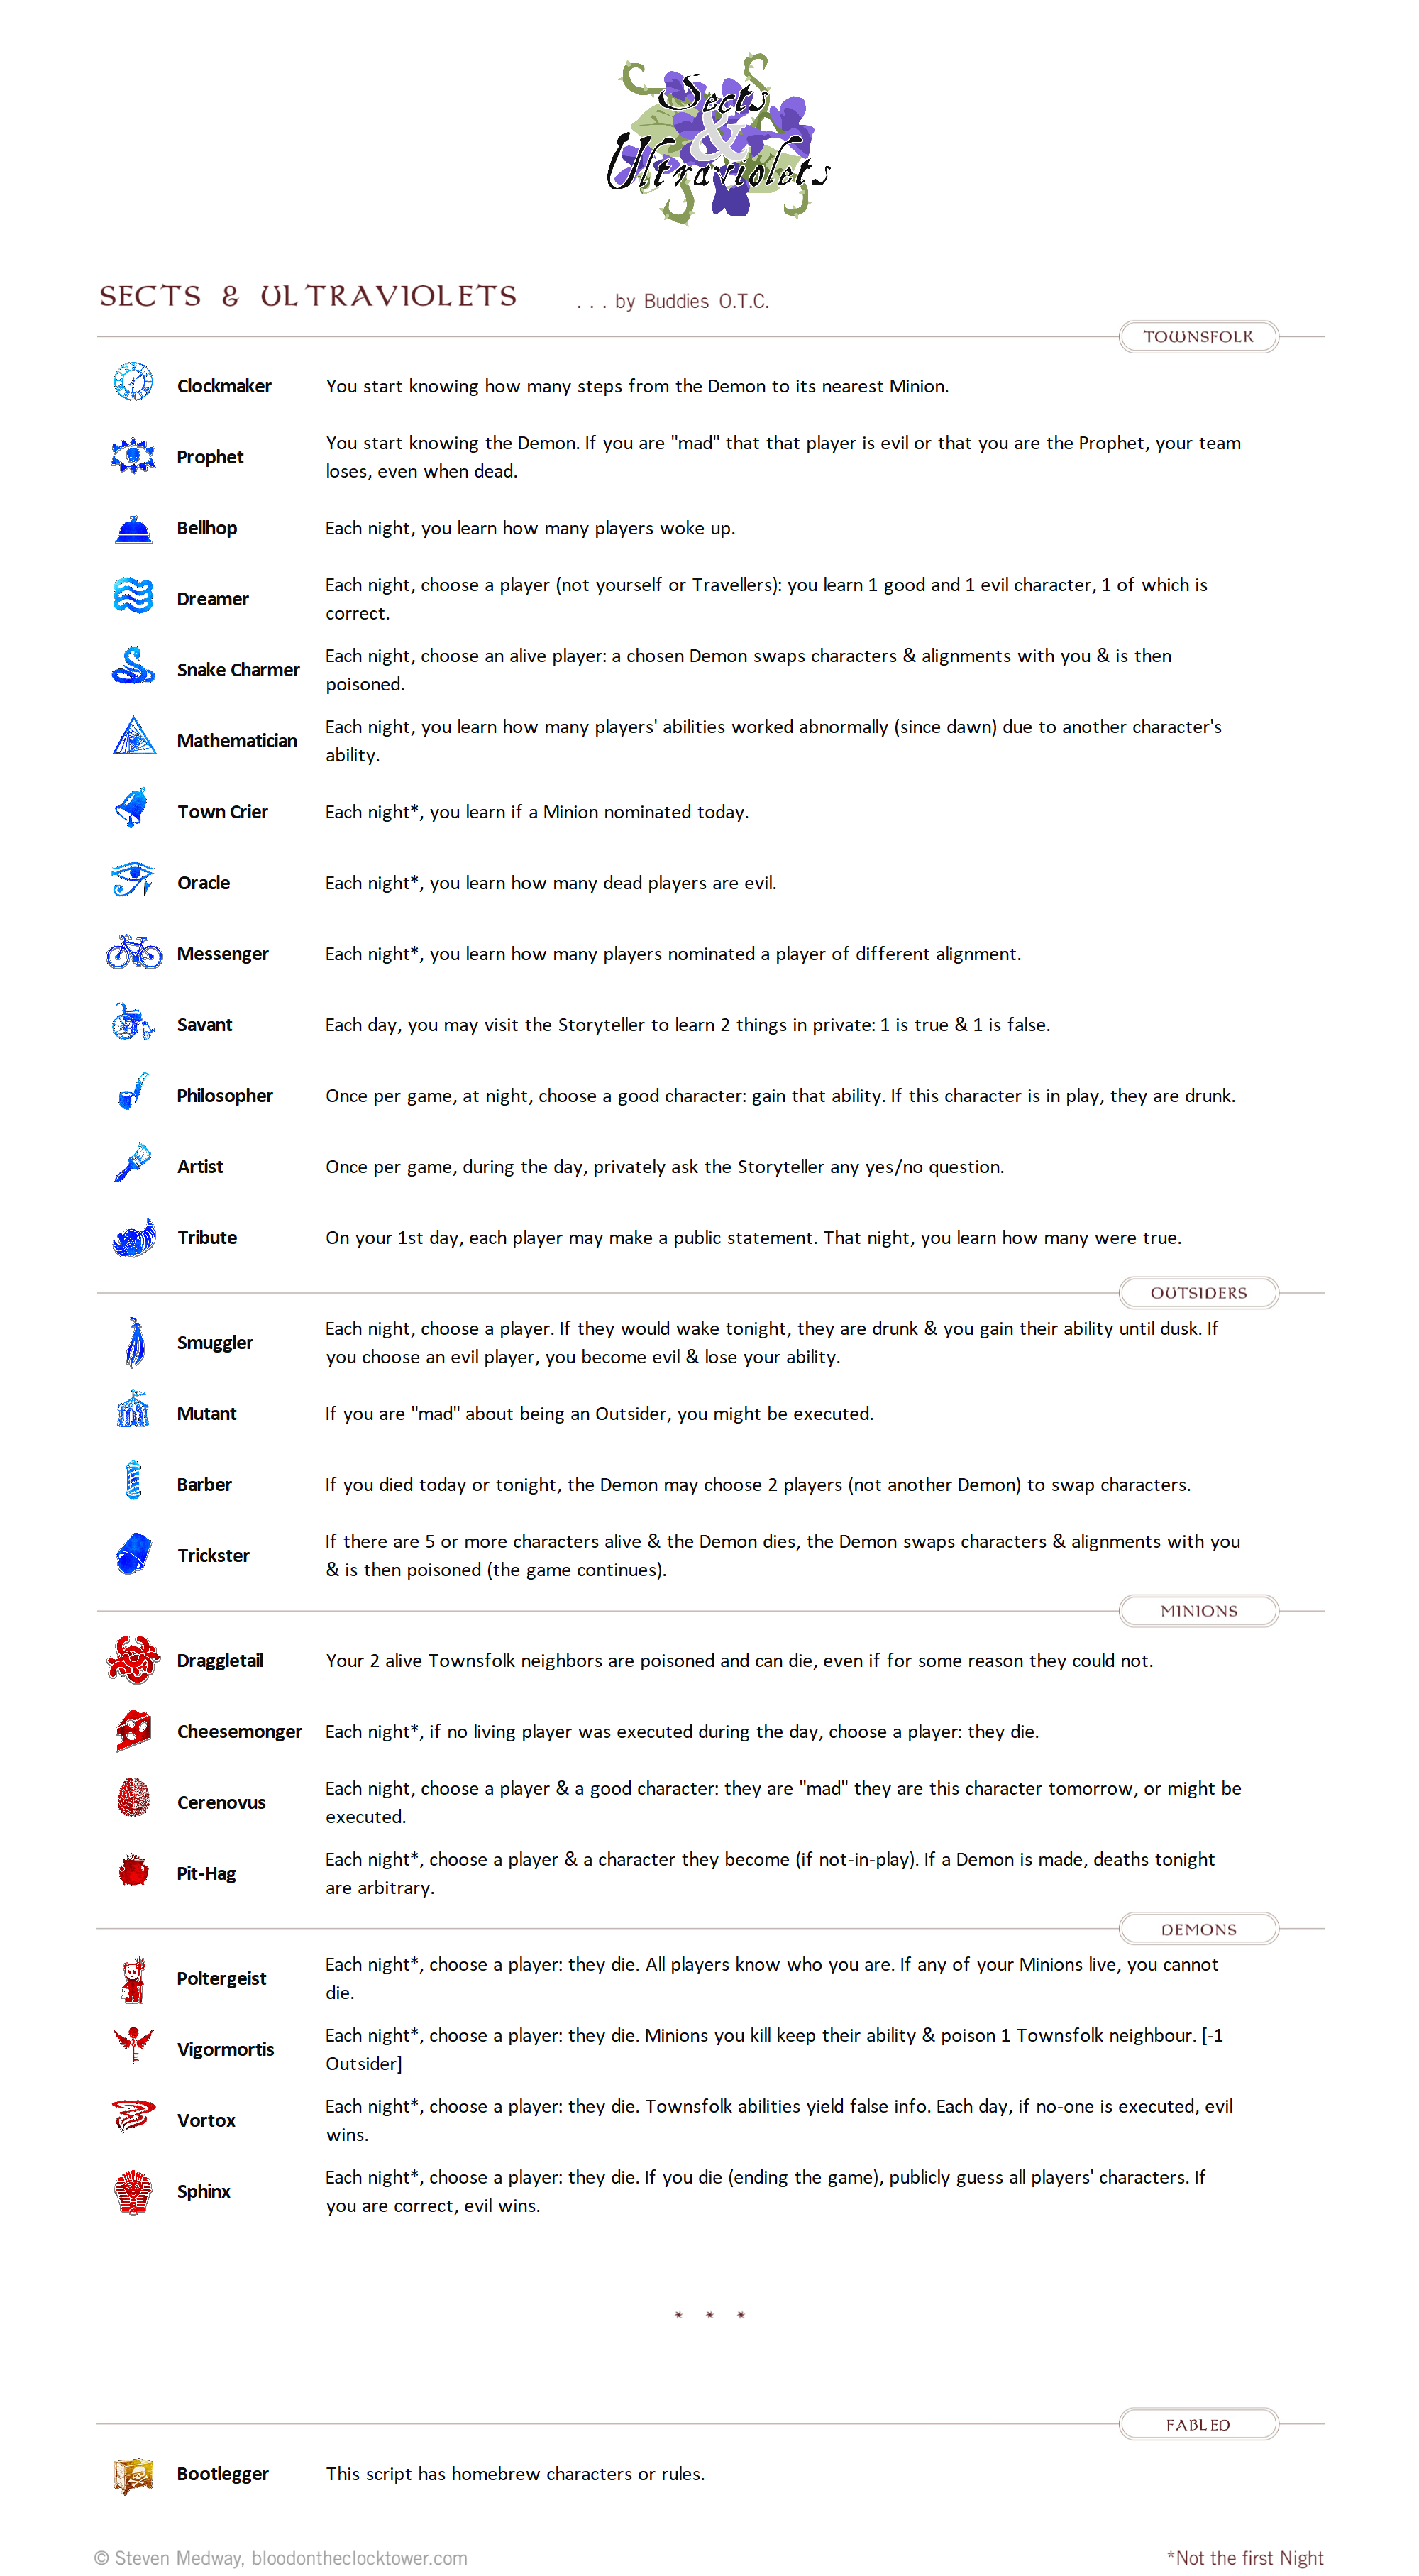 Sects
&
Ultraviolets
SECTS & ULTRAVIOLETS . . . by Buddies O.T.C.
TOWNSFOLK
Clockmaker You start knowing how many steps from the Demon to its nearest Minion.
Prophet You start knowing the Demon. If you are "mad" that that player is evil or that you are the Prophet, your team
loses, even when dead.
Bellhop Each night, you learn how many players woke up.
Dreamer Each night, choose a player (not yourself or Travellers): you learn 1 good and 1 evil character, 1 of which is
correct.
Snake Charmer Each night, choose an alive player: a chosen Demon swaps characters & alignments with you & is then
poisoned.
Mathematician Each night, you learn how many players' abilities worked abnormally (since dawn) due to another character's
ability.
Town Crier Each night*, you learn if a Minion nominated today.
Oracle Each night*, you learn how many dead players are evil.
Messenger Each night*, you learn how many players nominated a player of different alignment.
Savant Each day, you may visit the Storyteller to learn 2 things in private: 1 is true & 1 is false.
Philosopher Once per game, at night, choose a good character: gain that ability. If this character is in play, they are drunk.
Artist Once per game, during the day, privately ask the Storyteller any yes/no question.
Tribute On your 1st day, each player may make a public statement. That night, you learn how many were true.
OUTSIDERS
Smuggler Each night, choose a player. If they would wake tonight, they are drunk & you gain their ability until dusk. If
you choose an evil player, you become evil & lose your ability.
Mutant If you are "mad" about being an Outsider, you might be executed.
Barber If you died today or tonight, the Demon may choose 2 players (not another Demon) to swap characters.
Trickster If there are 5 or more characters alive & the Demon dies, the Demon swaps characters & alignments with you
& is then poisoned (the game continues).
MINIONS
Draggletail Your 2 alive Townsfolk neighbors are poisoned and can die, even if for some reason they could not.
Cheesemonger Each night*, if no living player was executed during the day, choose a player: they die.
Cerenovus Each night, choose a player & a good character: they are "mad" they are this character tomorrow, or might be
executed.
Pit-Hag Each night*, choose a player & a character they become (if not-in-play). If a Demon is made, deaths tonight
are arbitrary.
DEMONS
Poltergeist Each night*, choose a player: they die. All players know who you are. If any of your Minions live, you cannot
die.
Vigormortis Each night*, choose a player: they die. Minions you kill keep their ability & poison 1 Townsfolk neighbour. [-1
Outsider]
Vortox Each night*, choose a player: they die. Townsfolk abilities yield false info. Each day, if no-one is executed, evil
wins.
Sphinx Each night*, choose a player: they die. If you die (ending the game), publicly guess all players' characters. If
you are correct, evil wins.
* * *
FABLED
Bootlegger This script has homebrew characters or rules.
© Steven Medway, bloodontheclocktower.com *Not the first Night